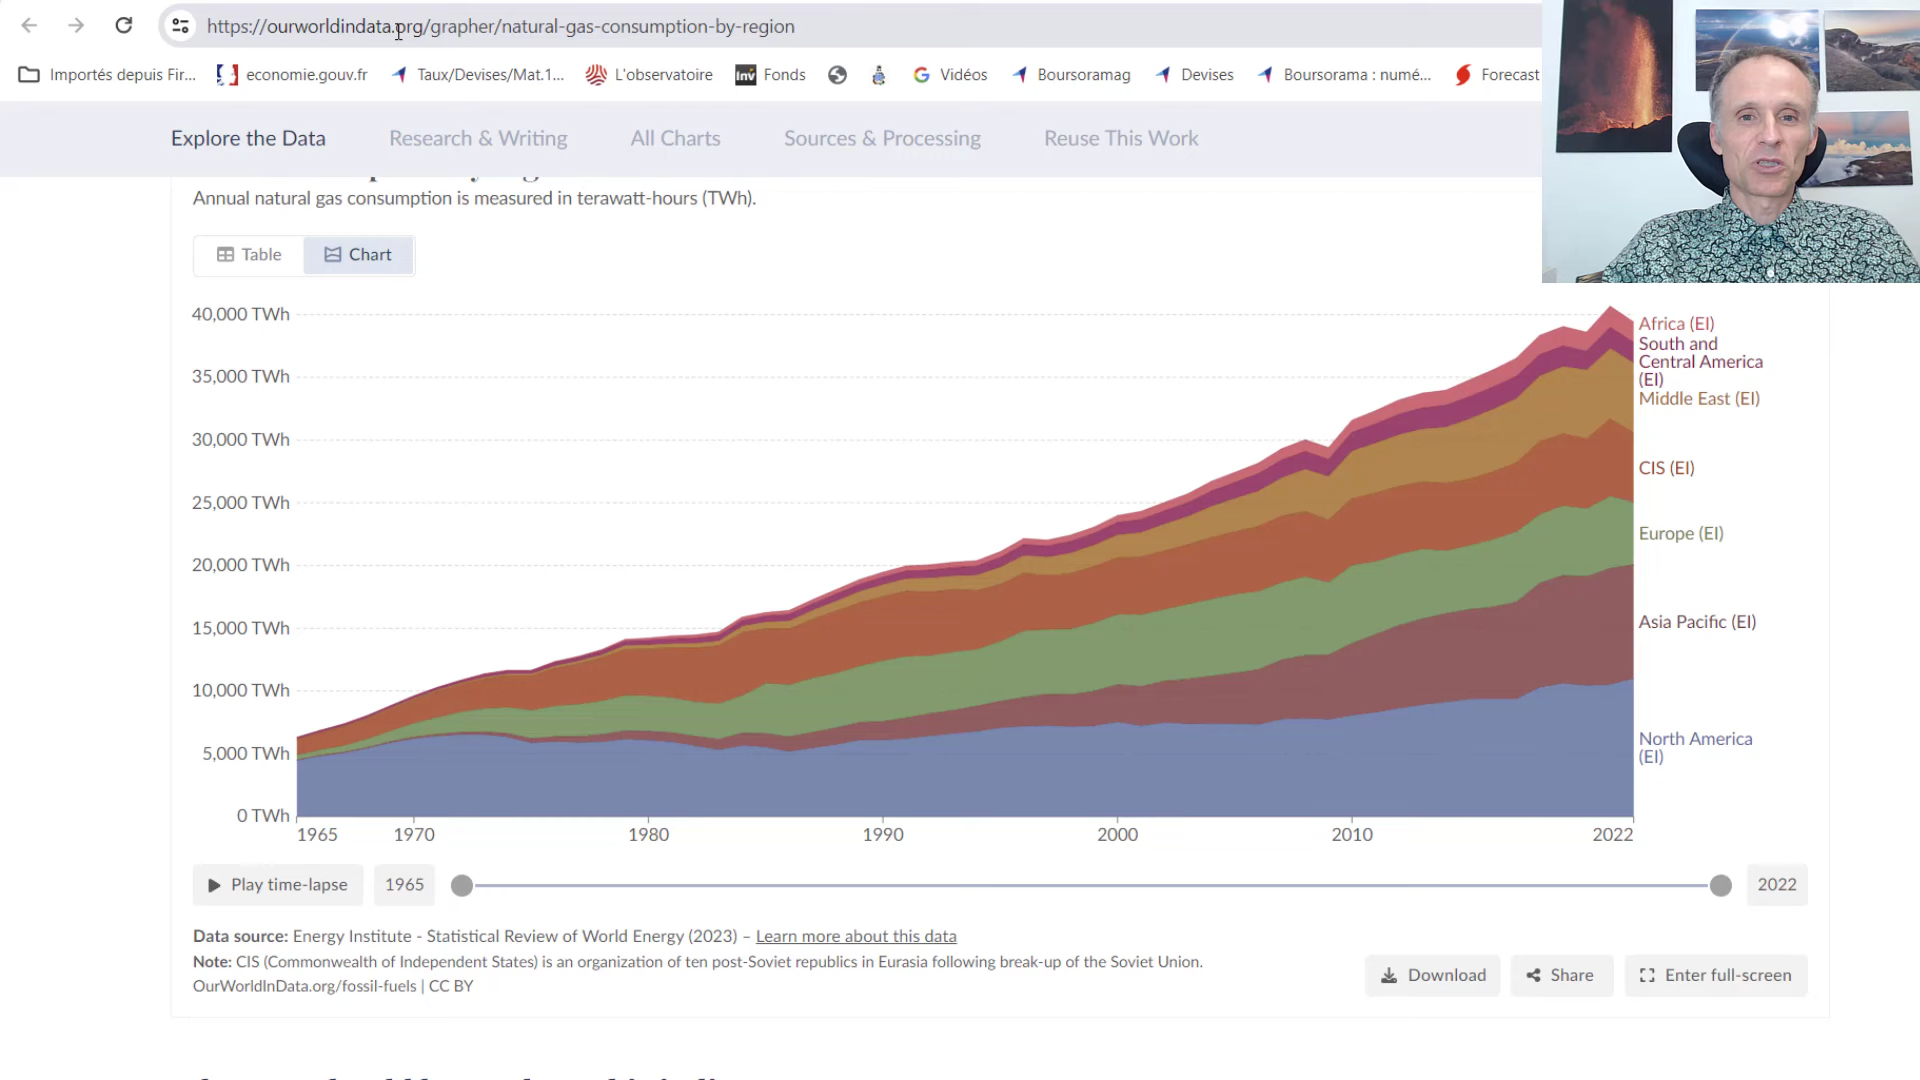 https://ourworldindata.org/grapher/natural-gas-consumption-by-region
Importés depuis Fir...
economie.gouv.fr
Taux/Devises/Mat.1...
L'observatoire
Inv Fonds
Vidéos
Boursoramag
Devises
Boursorama : numé...
Forecast
Explore the Data
Research & Writing
All Charts
Sources & Processing
Reuse This Work
Annual natural gas consumption is measured in terawatt-hours (TWh).
Table
Chart
40,000 TWh
35,000 TWh
30,000 TWh
25,000 TWh
20,000 TWh
15,000 TWh
10,000 TWh
5,000 TWh
0 TWh
Africa (EI)
South and
Central America
(EI)
Middle East (EI)
CIS (EI)
Europe (EI)
Asia Pacific (EI)
North America
(EI)
1965
1970
1980
1990
2000
2010
2022
Play time-lapse
1965
2022
Data source: Energy Institute - Statistical Review of World Energy (2023) – Learn more about this data
Note: CIS (Commonwealth of Independent States) is an organization of ten post-Soviet republics in Eurasia following break-up of the Soviet Union.
OurWorldInData.org/fossil-fuels | CC BY
Download
Share
Enter full-screen